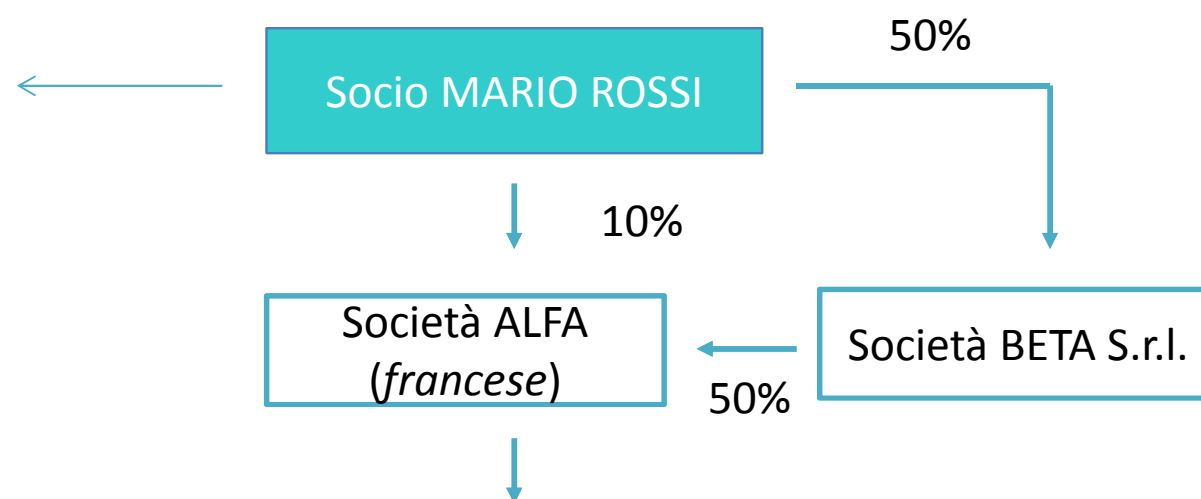 50%
Socio MARIO ROSSI
10%
Società ALFA
(francese)
Società BETA S.r.l.
50%